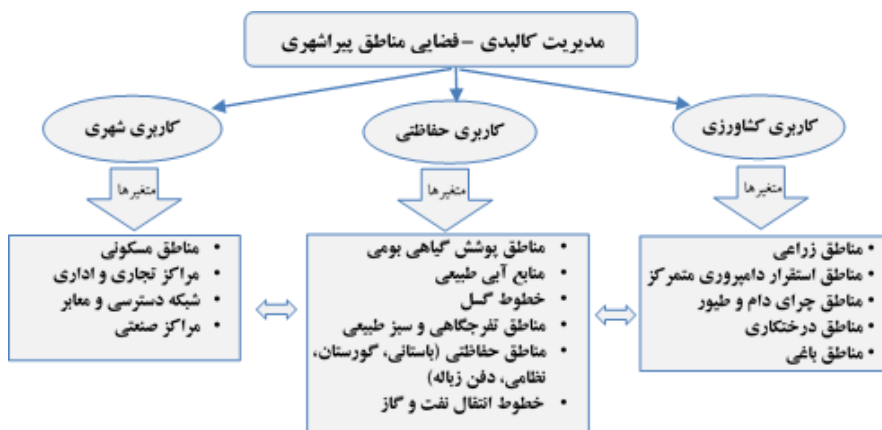 مدیریت کالبدی – فضایی مناطق پیراشهری
کاربری کشاورزی
کاربری حفاظتی
کاربری شهری
متغیرها
متغیرها
متغیرها
• مناطق زراعی
• مناطق استقرار دامپروری متمرکز
• مناطق چرای دام و طیور
• مناطق درختکاری
• مناطق باغی
• مناطق پوشش گیاهی بومی
• منابع آبی طبیعی
• خطوط گسل
• مناطق تفرجگاهی و سبز طبیعی
• مناطق حفاظتی (باستانی، گورستان،
نظامی، دفن زباله)
• خطوط انتقال نفت و گاز
• مناطق مسکونی
• مراکز تجاری و اداری
• شبکه دسترسی و معابر
• مراکز صنعتی